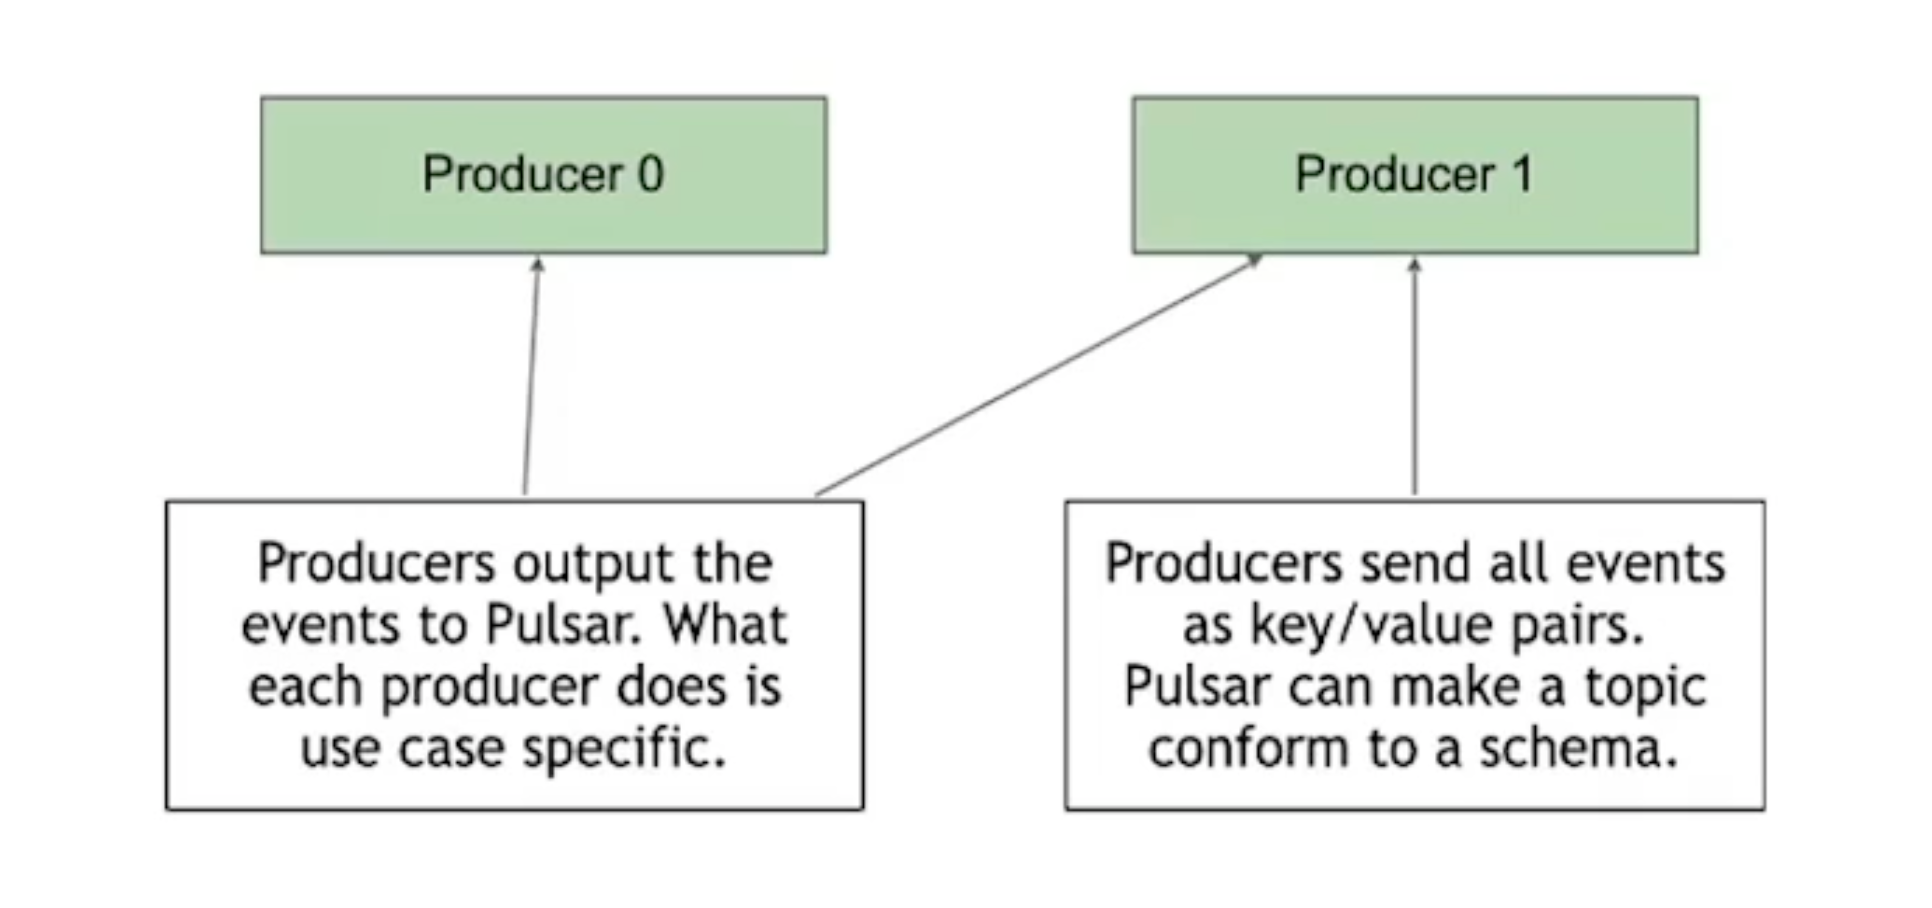 Producer 0
Producer 1
Producers output the
events to Pulsar. What
each producer does is
use case specific.
Producers send all events
as key/value pairs.
Pulsar can make a topic
conform to a schema.